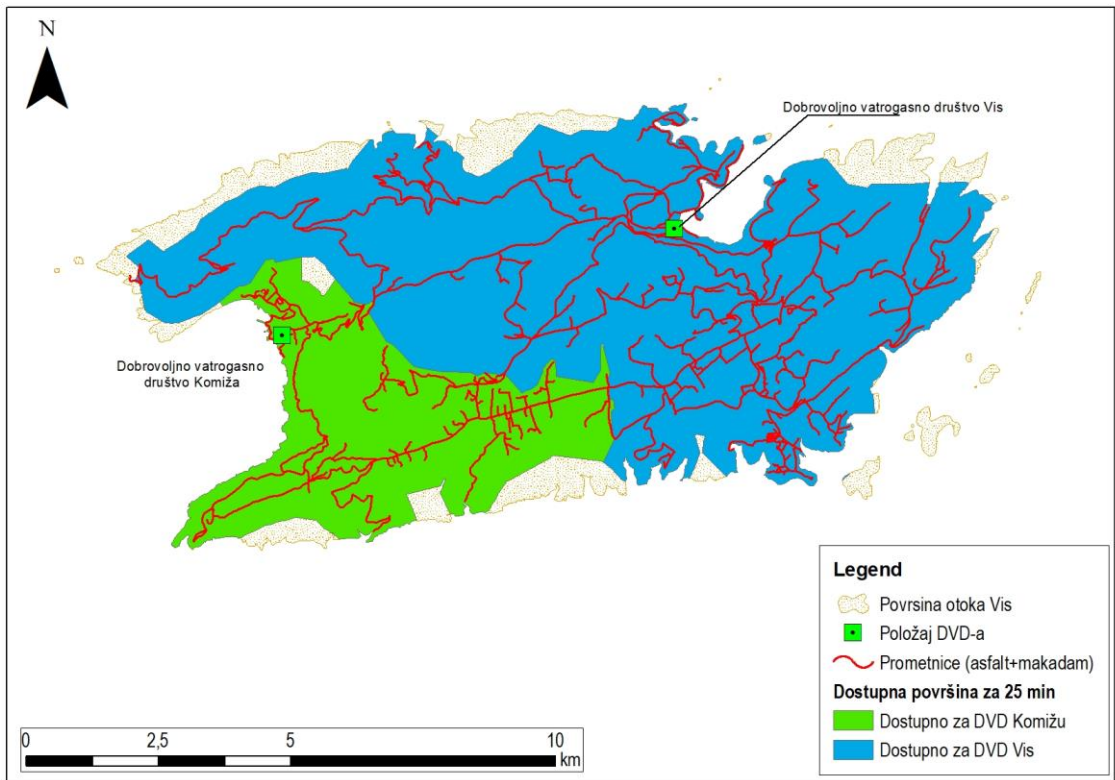 N
Dobrovoljno vatrogasno društvo Vis
Dobrovoljno vatrogasno
društvo Komiža
Legend
Povrsina otoka Vis
Položaj DVD-a
Prometnice (asfalt+makadam)
Dostupna površina za 25 min
Dostupno za DVD Komižu
Dostupno za DVD Vis
0 2,5 5 10
km